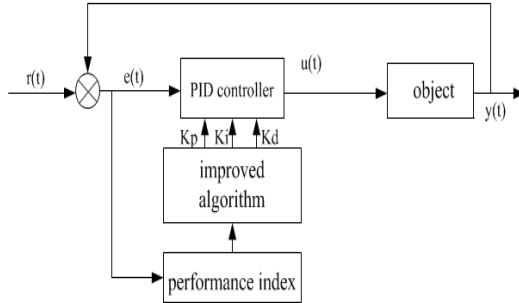 r(t)
e(t)
PID controller
u(t)
object
y(t)
Kp Ki Kd
improved
algorithm
performance index